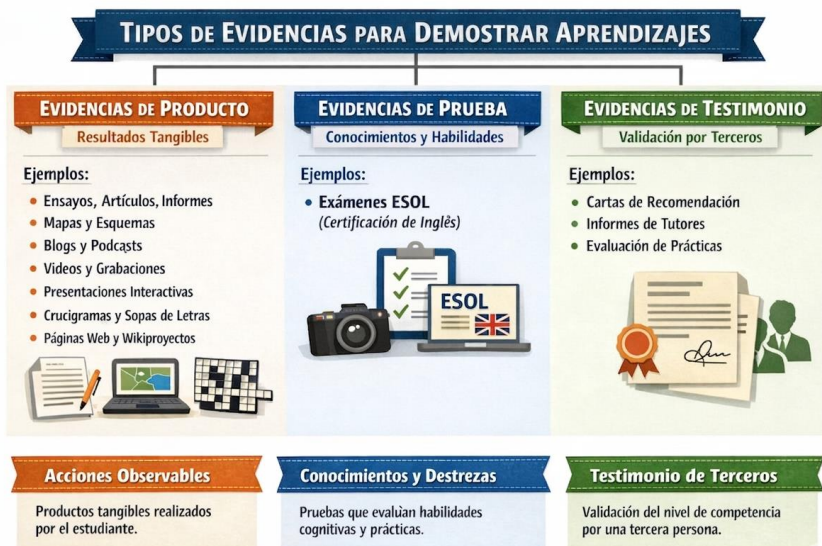 TIPOS DE EVIDENCIAS PARA DEMOSTRAR APRENDIZAJES
EVIDENCIAS DE PRODUCTO
Resultados Tangibles
Ejemplos:
• Ensayos, Artículos, Informes
• Mapas y Esquemas
• Blogs y Podcasts
• Videos y Grabaciones
• Presentaciones Interactivas
• Crucigramas y Sopas de Letras
• Páginas Web y Wikiproyectos
EVIDENCIAS DE PRUEBA
Conocimientos y Habilidades
Ejemplos:
• Exámenes ESOL
(Certificación de Inglês)
ESOL
EVIDENCIAS DE TESTIMONIO
Validación por Terceros
Ejemplos:
• Cartas de Recomendación
• Informes de Tutores
• Evaluación de Prácticas
Acciones Observables
Productos tangibles realizados
por el estudiante.
Conocimientos y Destrezas
Pruebas que evalúan habilidades
cognitivas y prácticas.
Testimonio de Terceros
Validación del nivel de competencia
por una tercera persona.